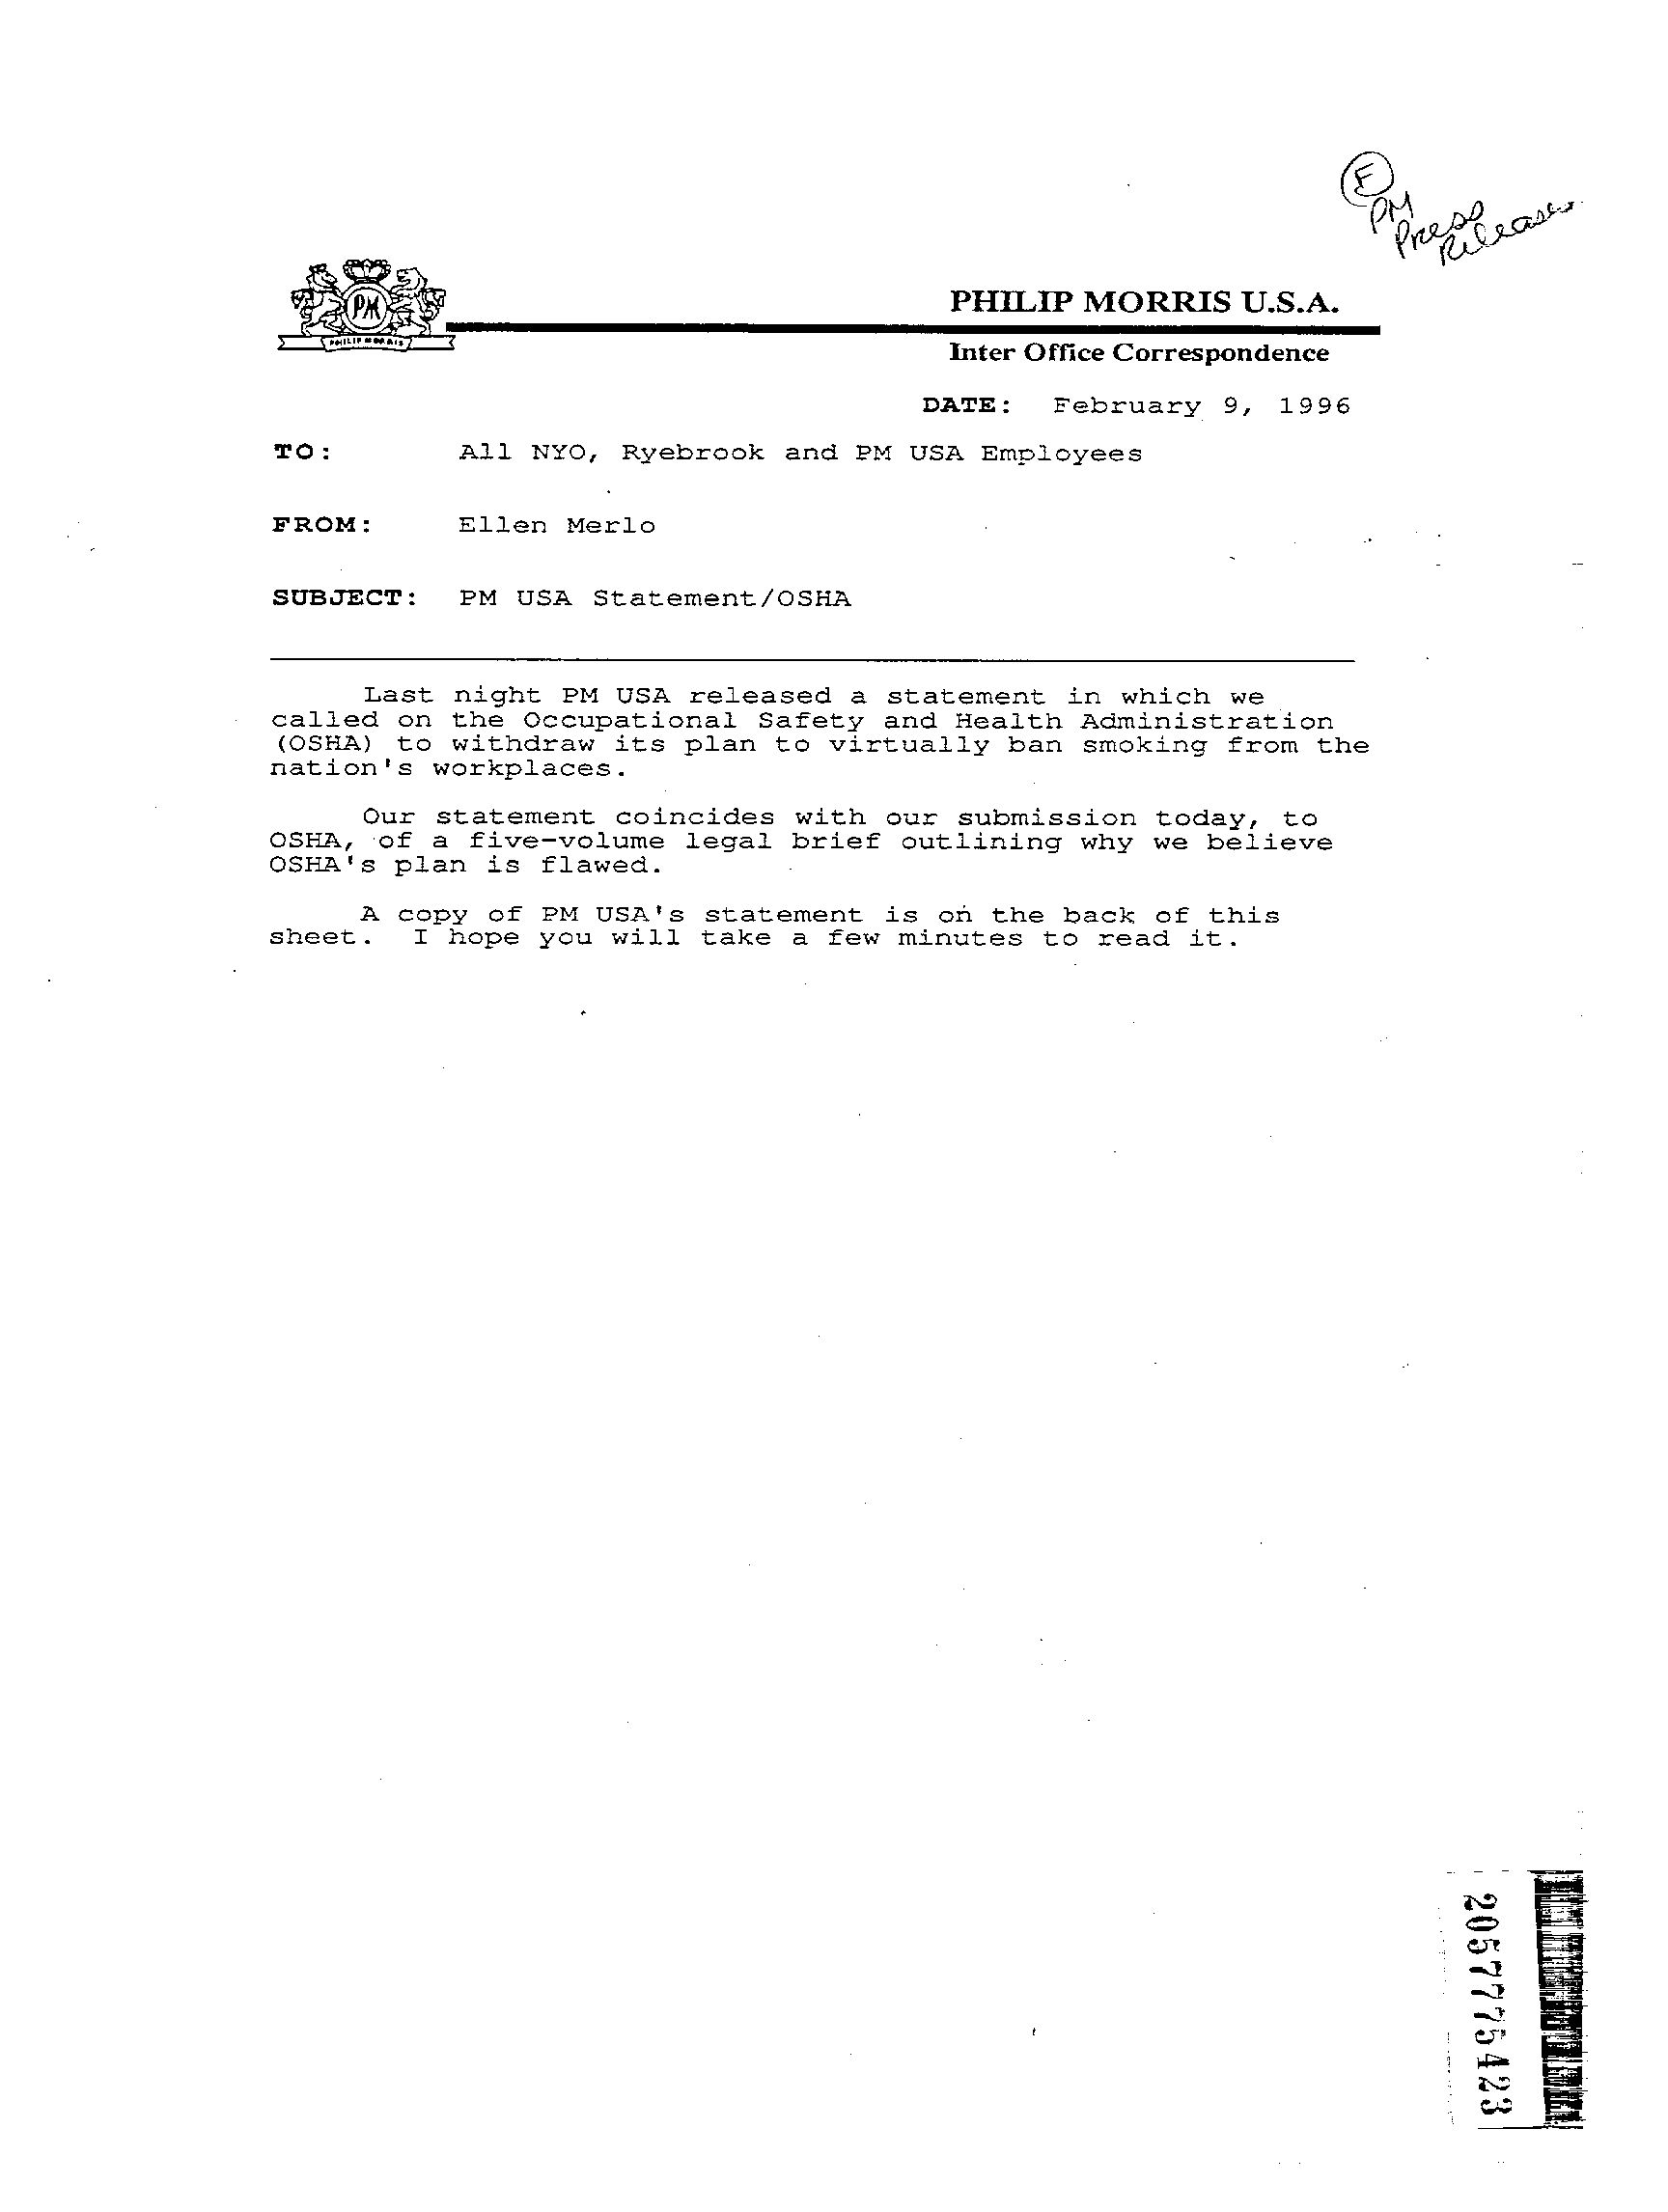 F
PM
Press
Releases
PM
PHILIP MORRIS
PHILIP MORRIS U.S.A.
Inter Office Correspondence
DATE: February 9, 1996
TO: All NYO, Ryebrook and PM USA Employees
FROM: Ellen Merlo
SUBJECT: PM USA Statement/OSHA
Last night PM USA released a statement in which we
called on the Occupational Safety and Health Administration
(OSHA) to withdraw its plan to virtually ban smoking from the
nation's workplaces.
Our statement coincides with our submission today, to
OSHA, of a five-volume legal brief outlining why we believe
OSHA's plan is flawed.
A copy of PM USA's statement is on the back of this
sheet. I hope you will take a few minutes to read it.
2057775423